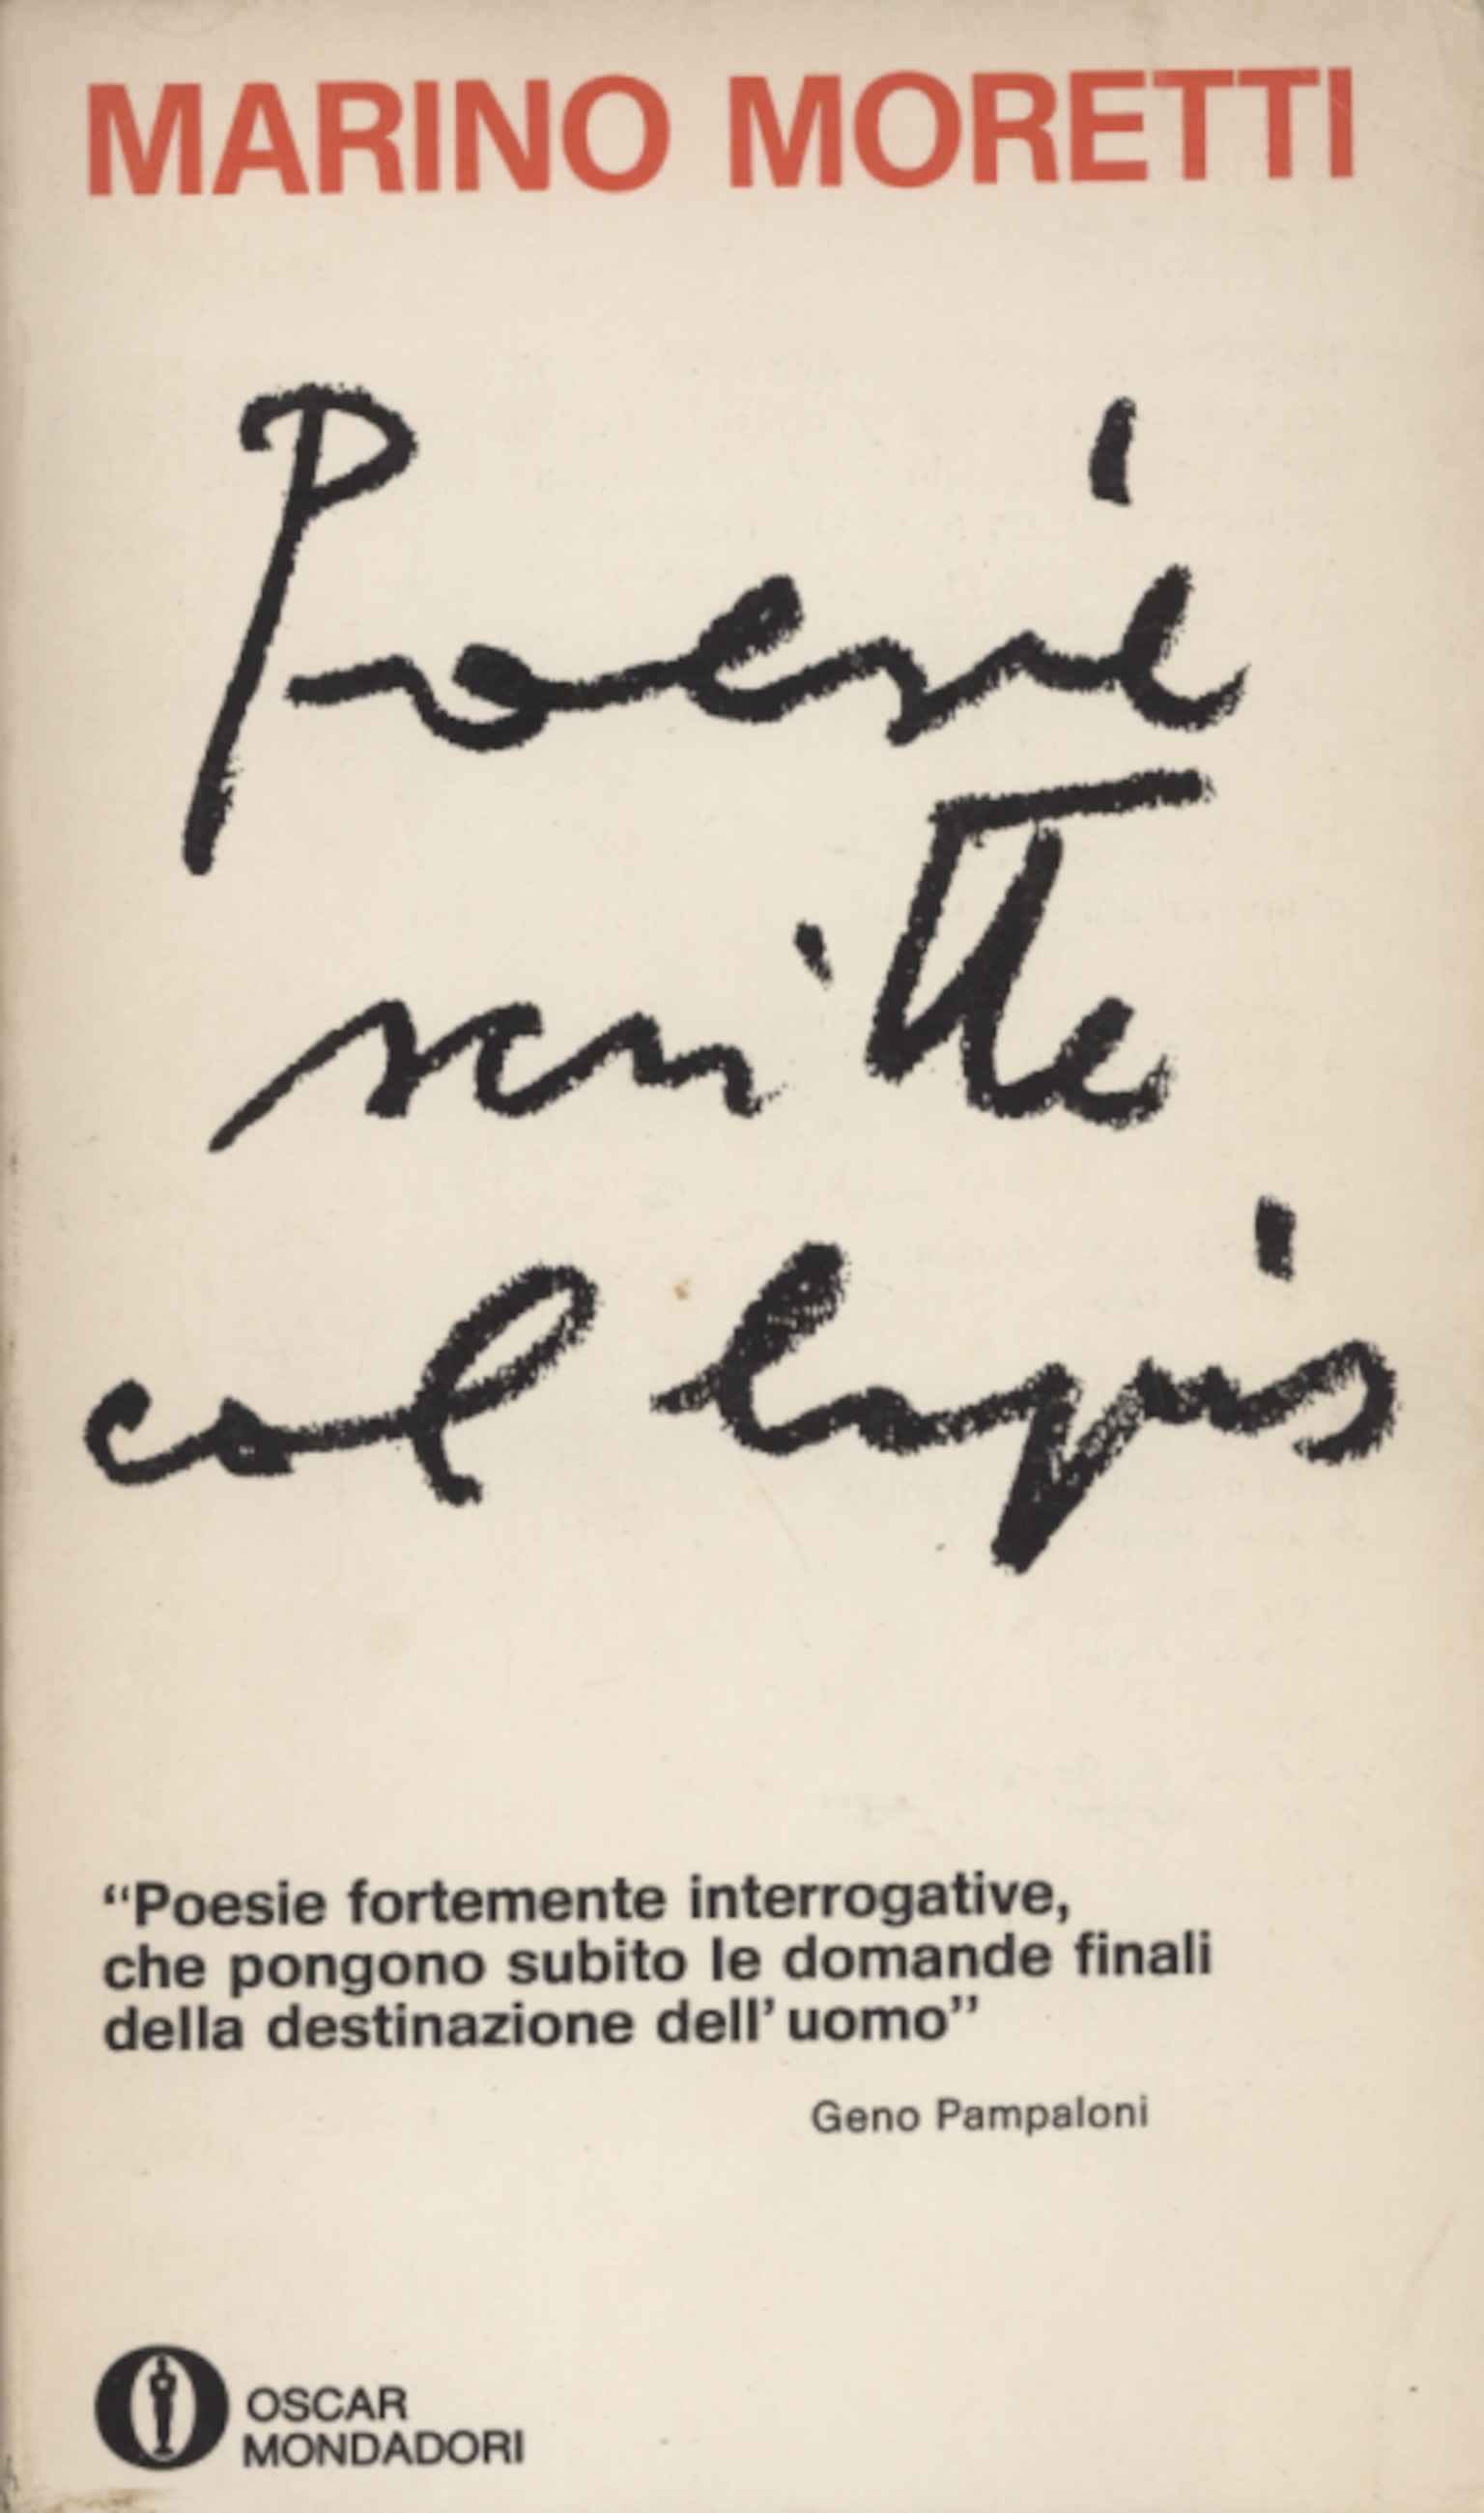 MARINO MORETTI
Poesie
scritte
col lapis
“Poesie fortemente interrogative,
che pongono subito le domande finali
della destinazione dell’uomo”
Geno Pampaloni
OSCAR
MONDADORI